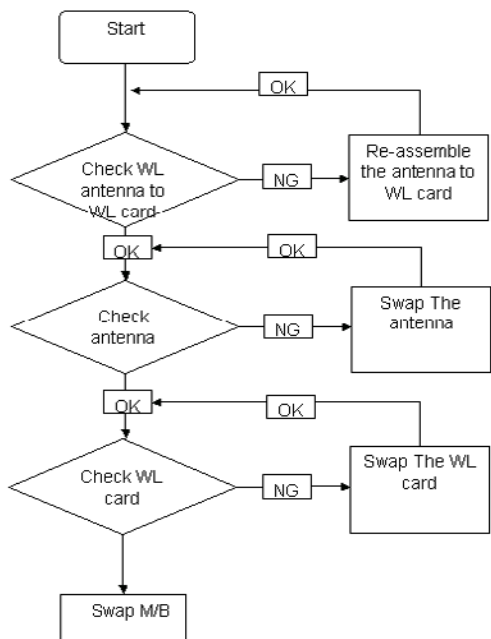 Start
OK
Check WL
antenna to
WL card
NG
Re-assemble
the antenna to
WL card
OK
OK
Check
antenna
NG
Swap The
antenna
OK
OK
Check WL
card
NG
Swap The WL
card
Swap M/B